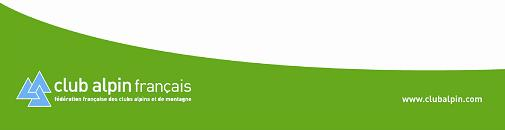 club alpin français
fédération française des clubs alpins et de montagne
www.clubalpin.com